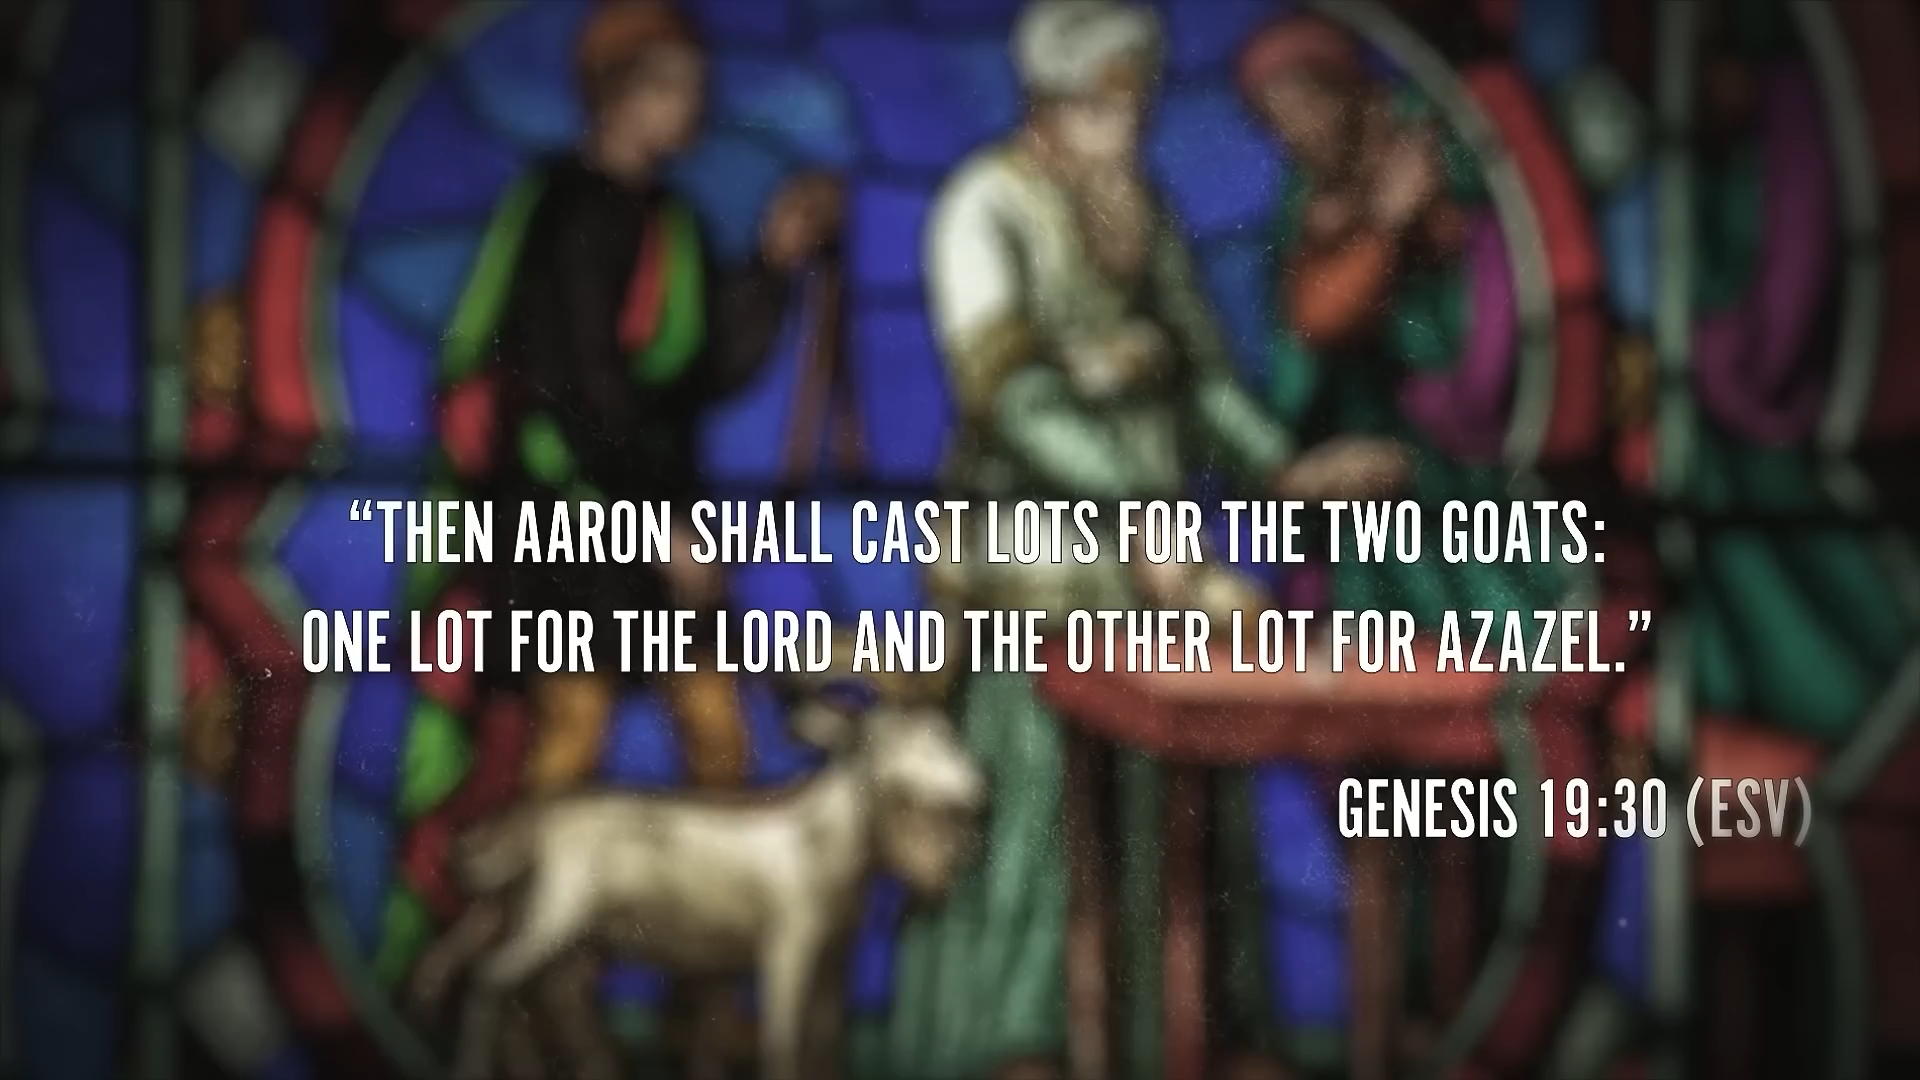 “THEN AARON SHALL CAST LOTS FOR THE TWO GOATS:
ONE LOT FOR THE LORD AND THE OTHER LOT FOR AZAZEL.”
GENESIS 19:30 (ESV)